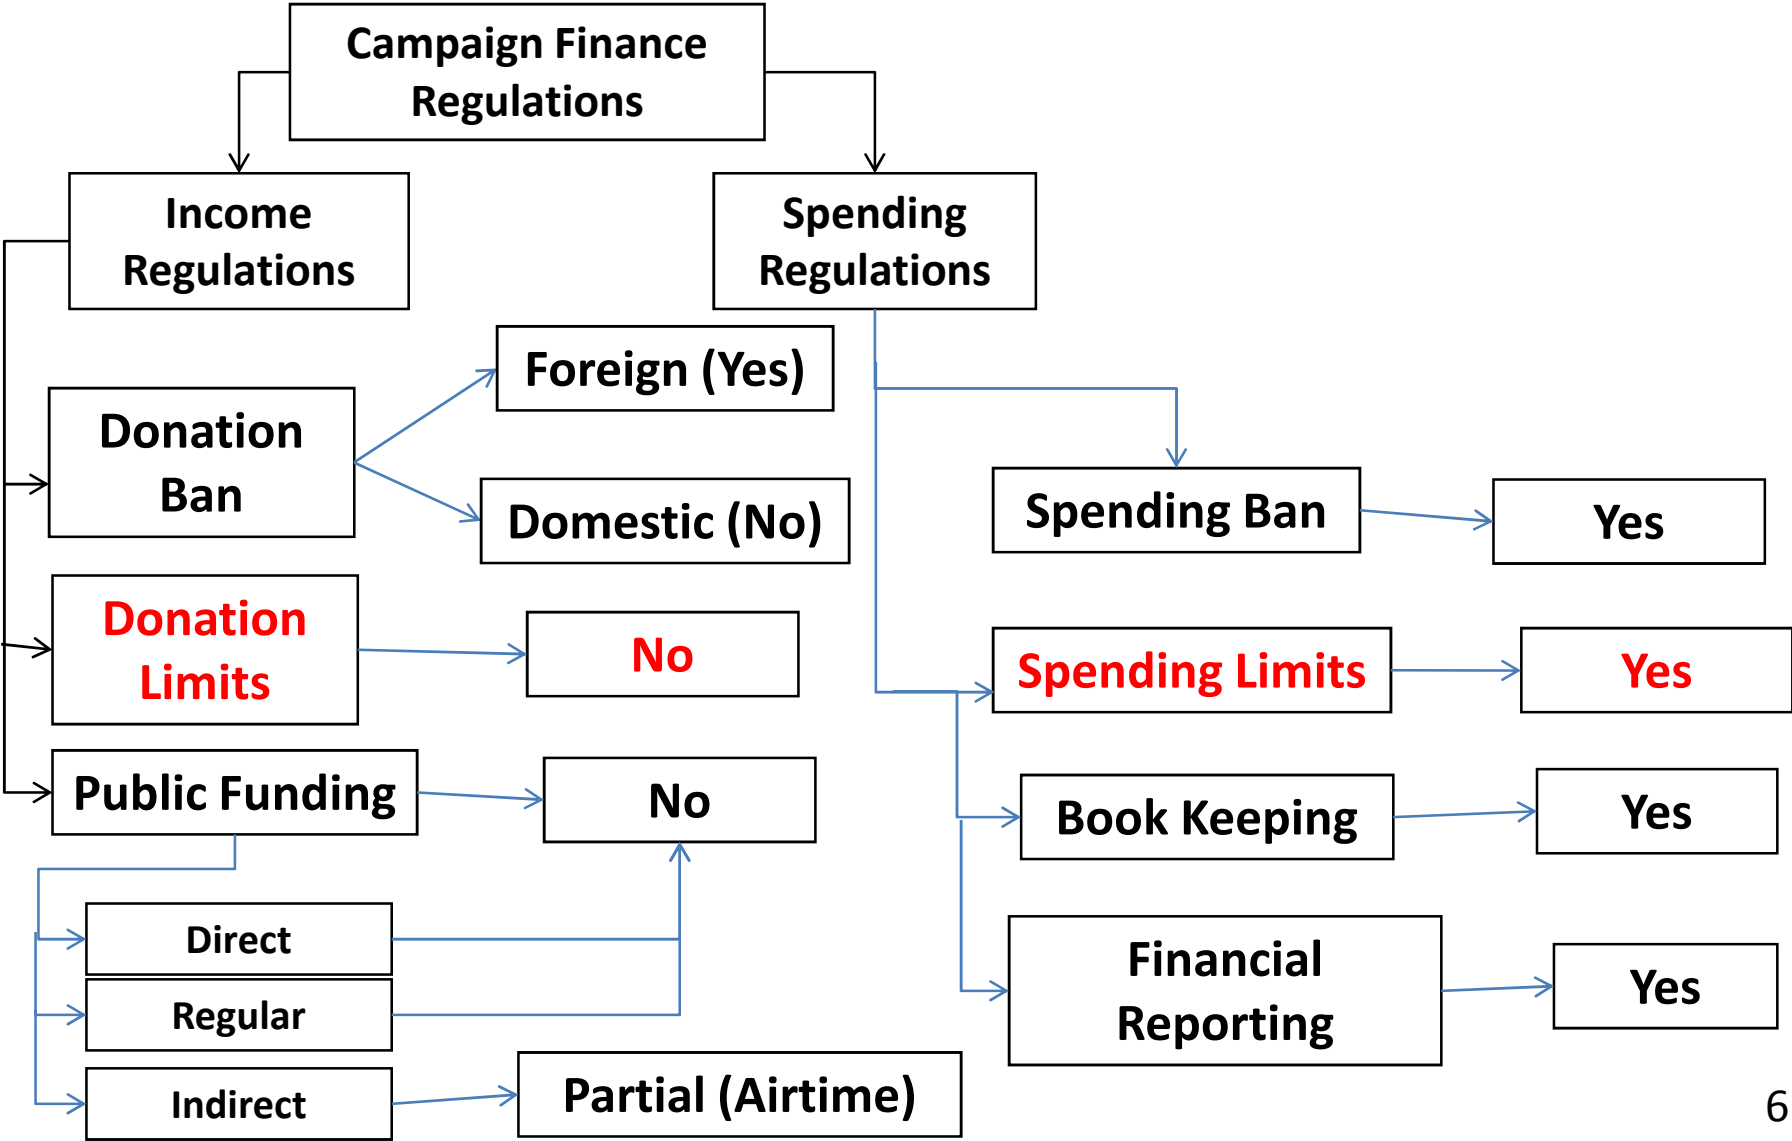 Campaign Finance
Regulations
Income
Regulations
Spending
Regulations
Foreign (Yes)
Donation
Ban
Domestic (No)
Spending Ban
Yes
Donation
Limits
No
Spending Limits
Yes
Public Funding
No
Book Keeping
Yes
Direct
Regular
Indirect
Partial (Airtime)
Financial
Reporting
Yes
6